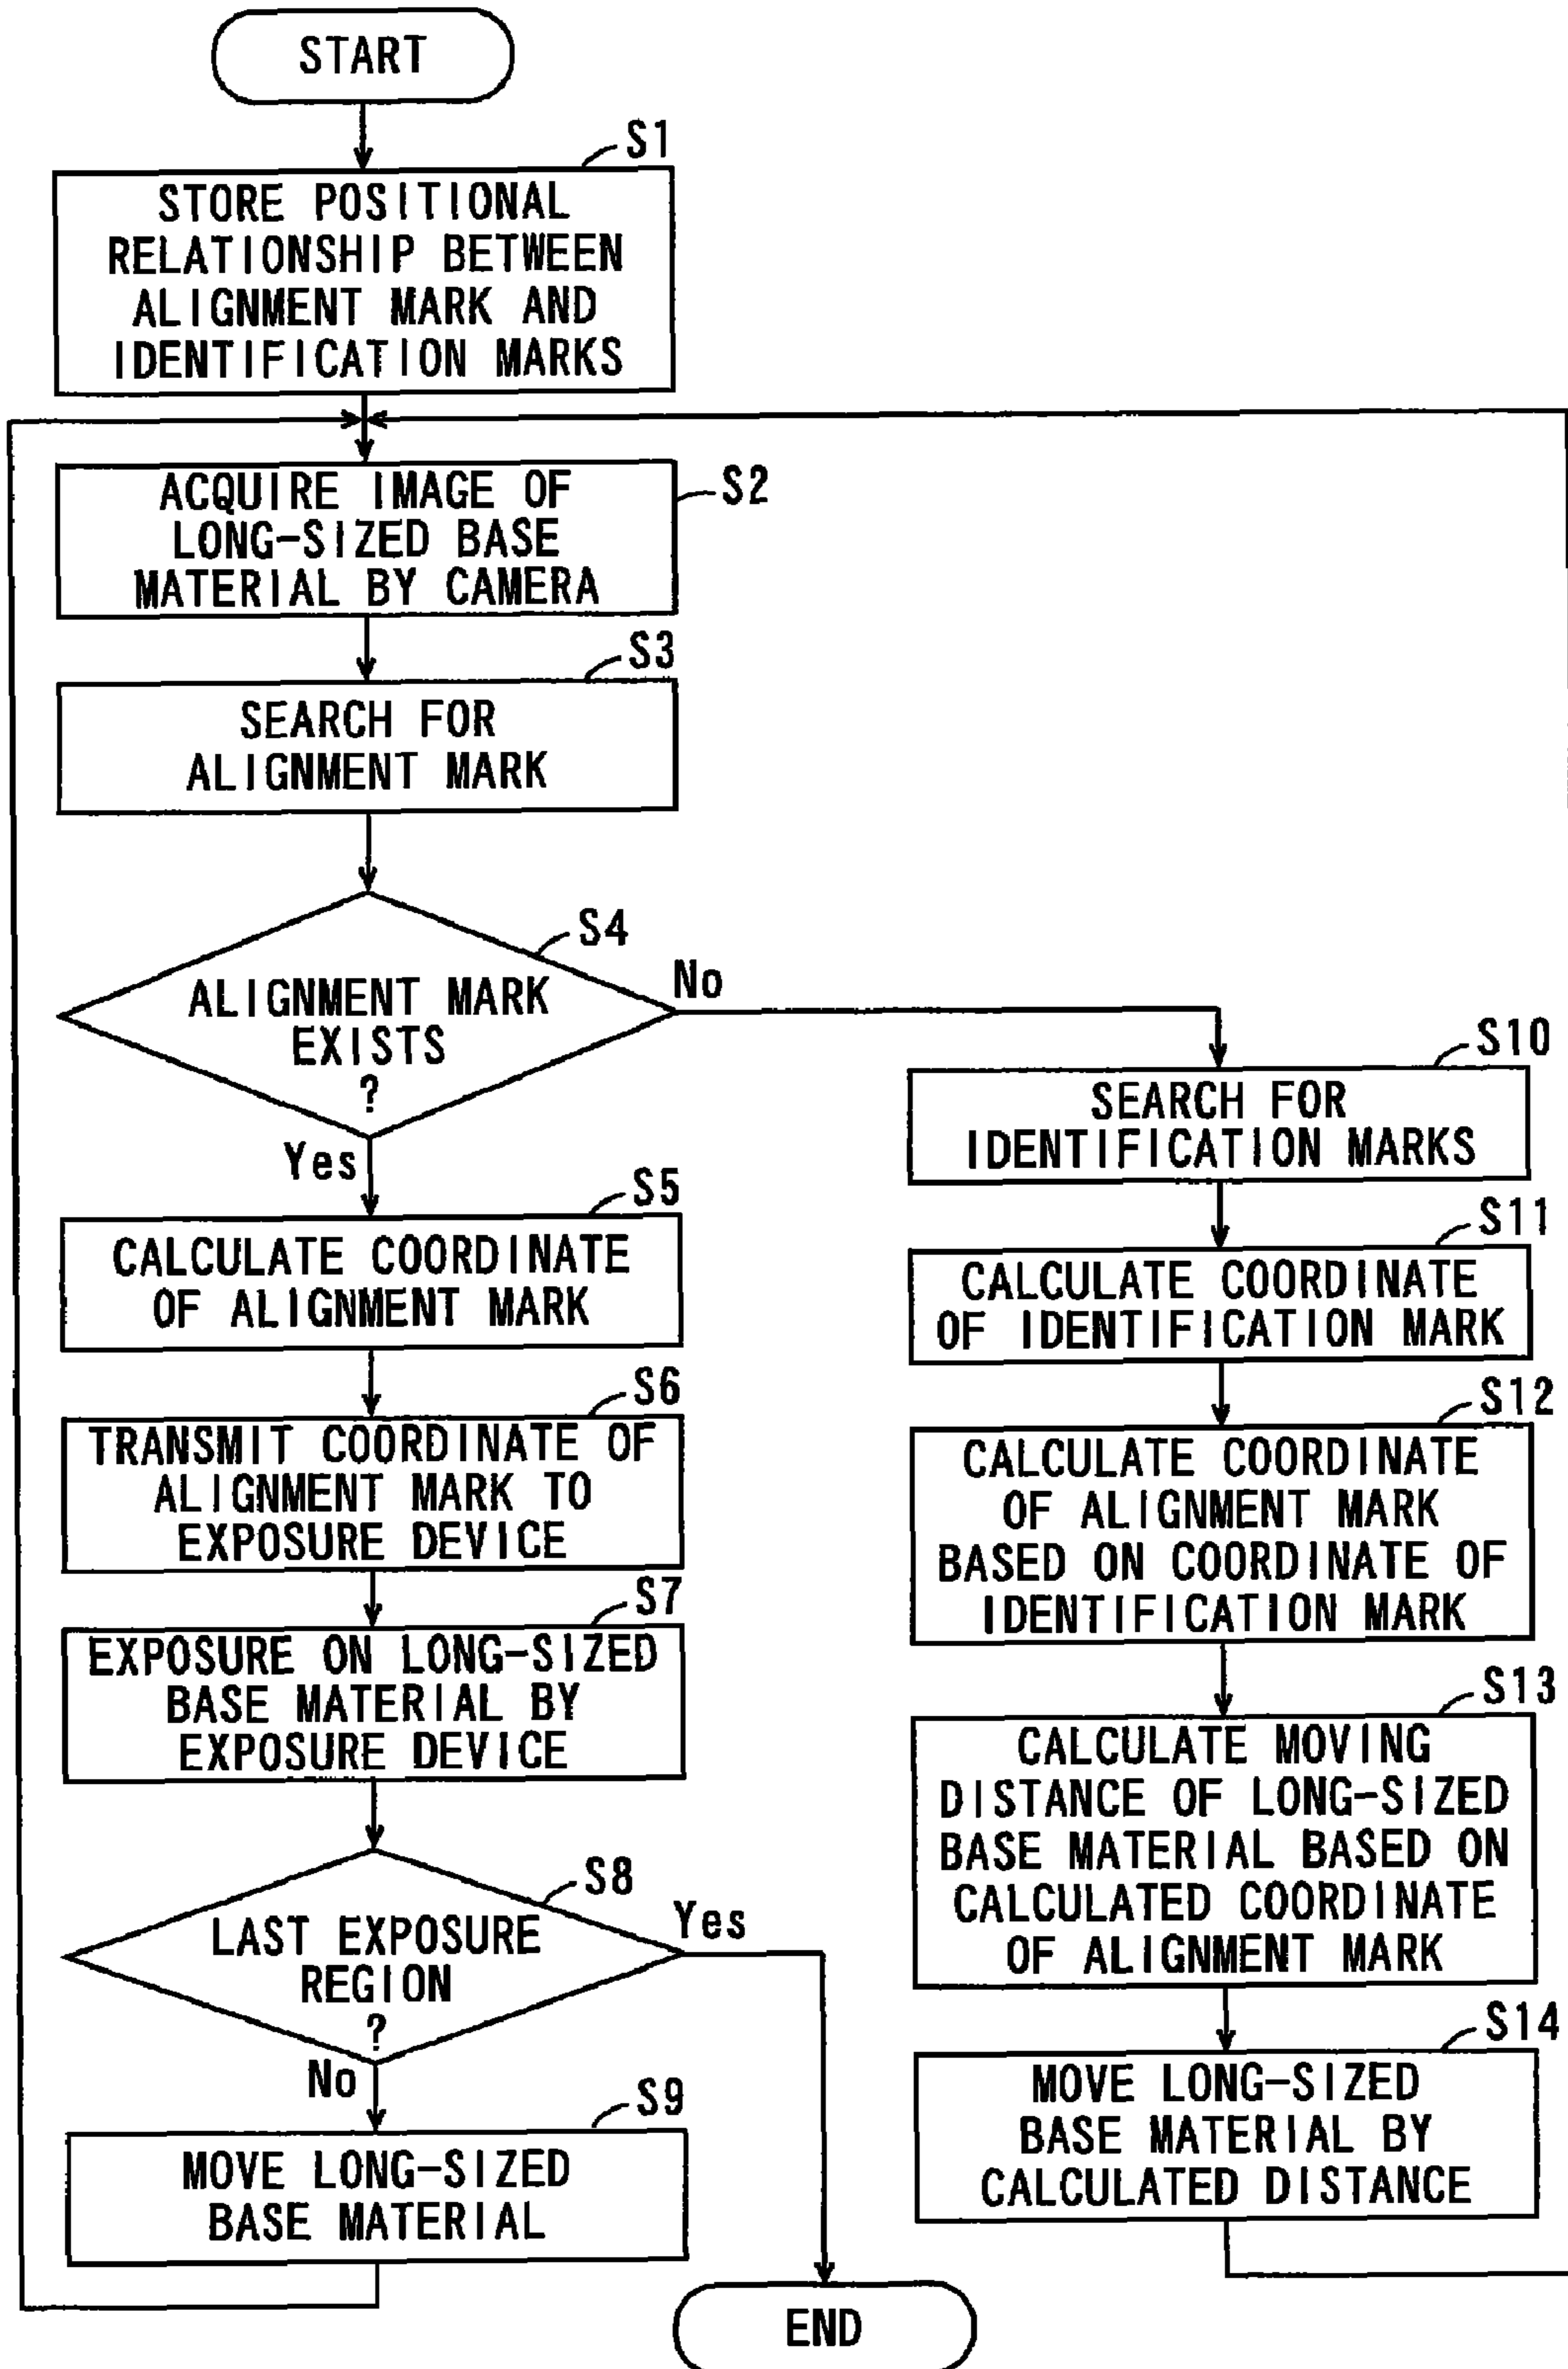 START
S1
STORE POSITIONAL
RELATIONSHIP BETWEEN
ALIGNMENT MARK AND
IDENTIFICATION MARKS
S2
ACQUIRE IMAGE OF
LONG-SIZED BASE
MATERIAL BY CAMERA
S3
SEARCH FOR
ALIGNMENT MARK
S4
ALIGNMENT MARK
EXISTS
?
No
Yes
S5
CALCULATE COORDINATE
OF ALIGNMENT MARK
S6
TRANSMIT COORDINATE OF
ALIGNMENT MARK TO
EXPOSURE DEVICE
S7
EXPOSURE ON LONG-SIZED
BASE MATERIAL BY
EXPOSURE DEVICE
S8
LAST EXPOSURE
REGION
?
Yes
No
S9
MOVE LONG-SIZED
BASE MATERIAL
S10
SEARCH FOR
IDENTIFICATION MARKS
S11
CALCULATE COORDINATE
OF IDENTIFICATION MARK
S12
CALCULATE COORDINATE
OF ALIGNMENT MARK
BASED ON COORDINATE OF
IDENTIFICATION MARK
S13
CALCULATE MOVING
DISTANCE OF LONG-SIZED
BASE MATERIAL BASED ON
CALCULATED COORDINATE
OF ALIGNMENT MARK
S14
MOVE LONG-SIZED
BASE MATERIAL BY
CALCULATED DISTANCE
END